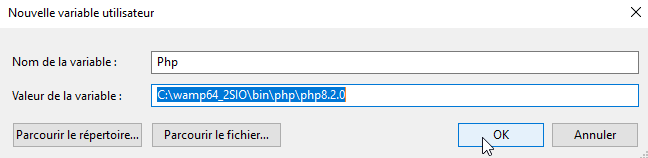 Nouvelle variable utilisateur
Nom de la variable : Php
Valeur de la variable : C:\wamp64_2SIO\bin\php\php8.2.0
Parcourir le répertoire... Parcourir le fichier... OK Annuler